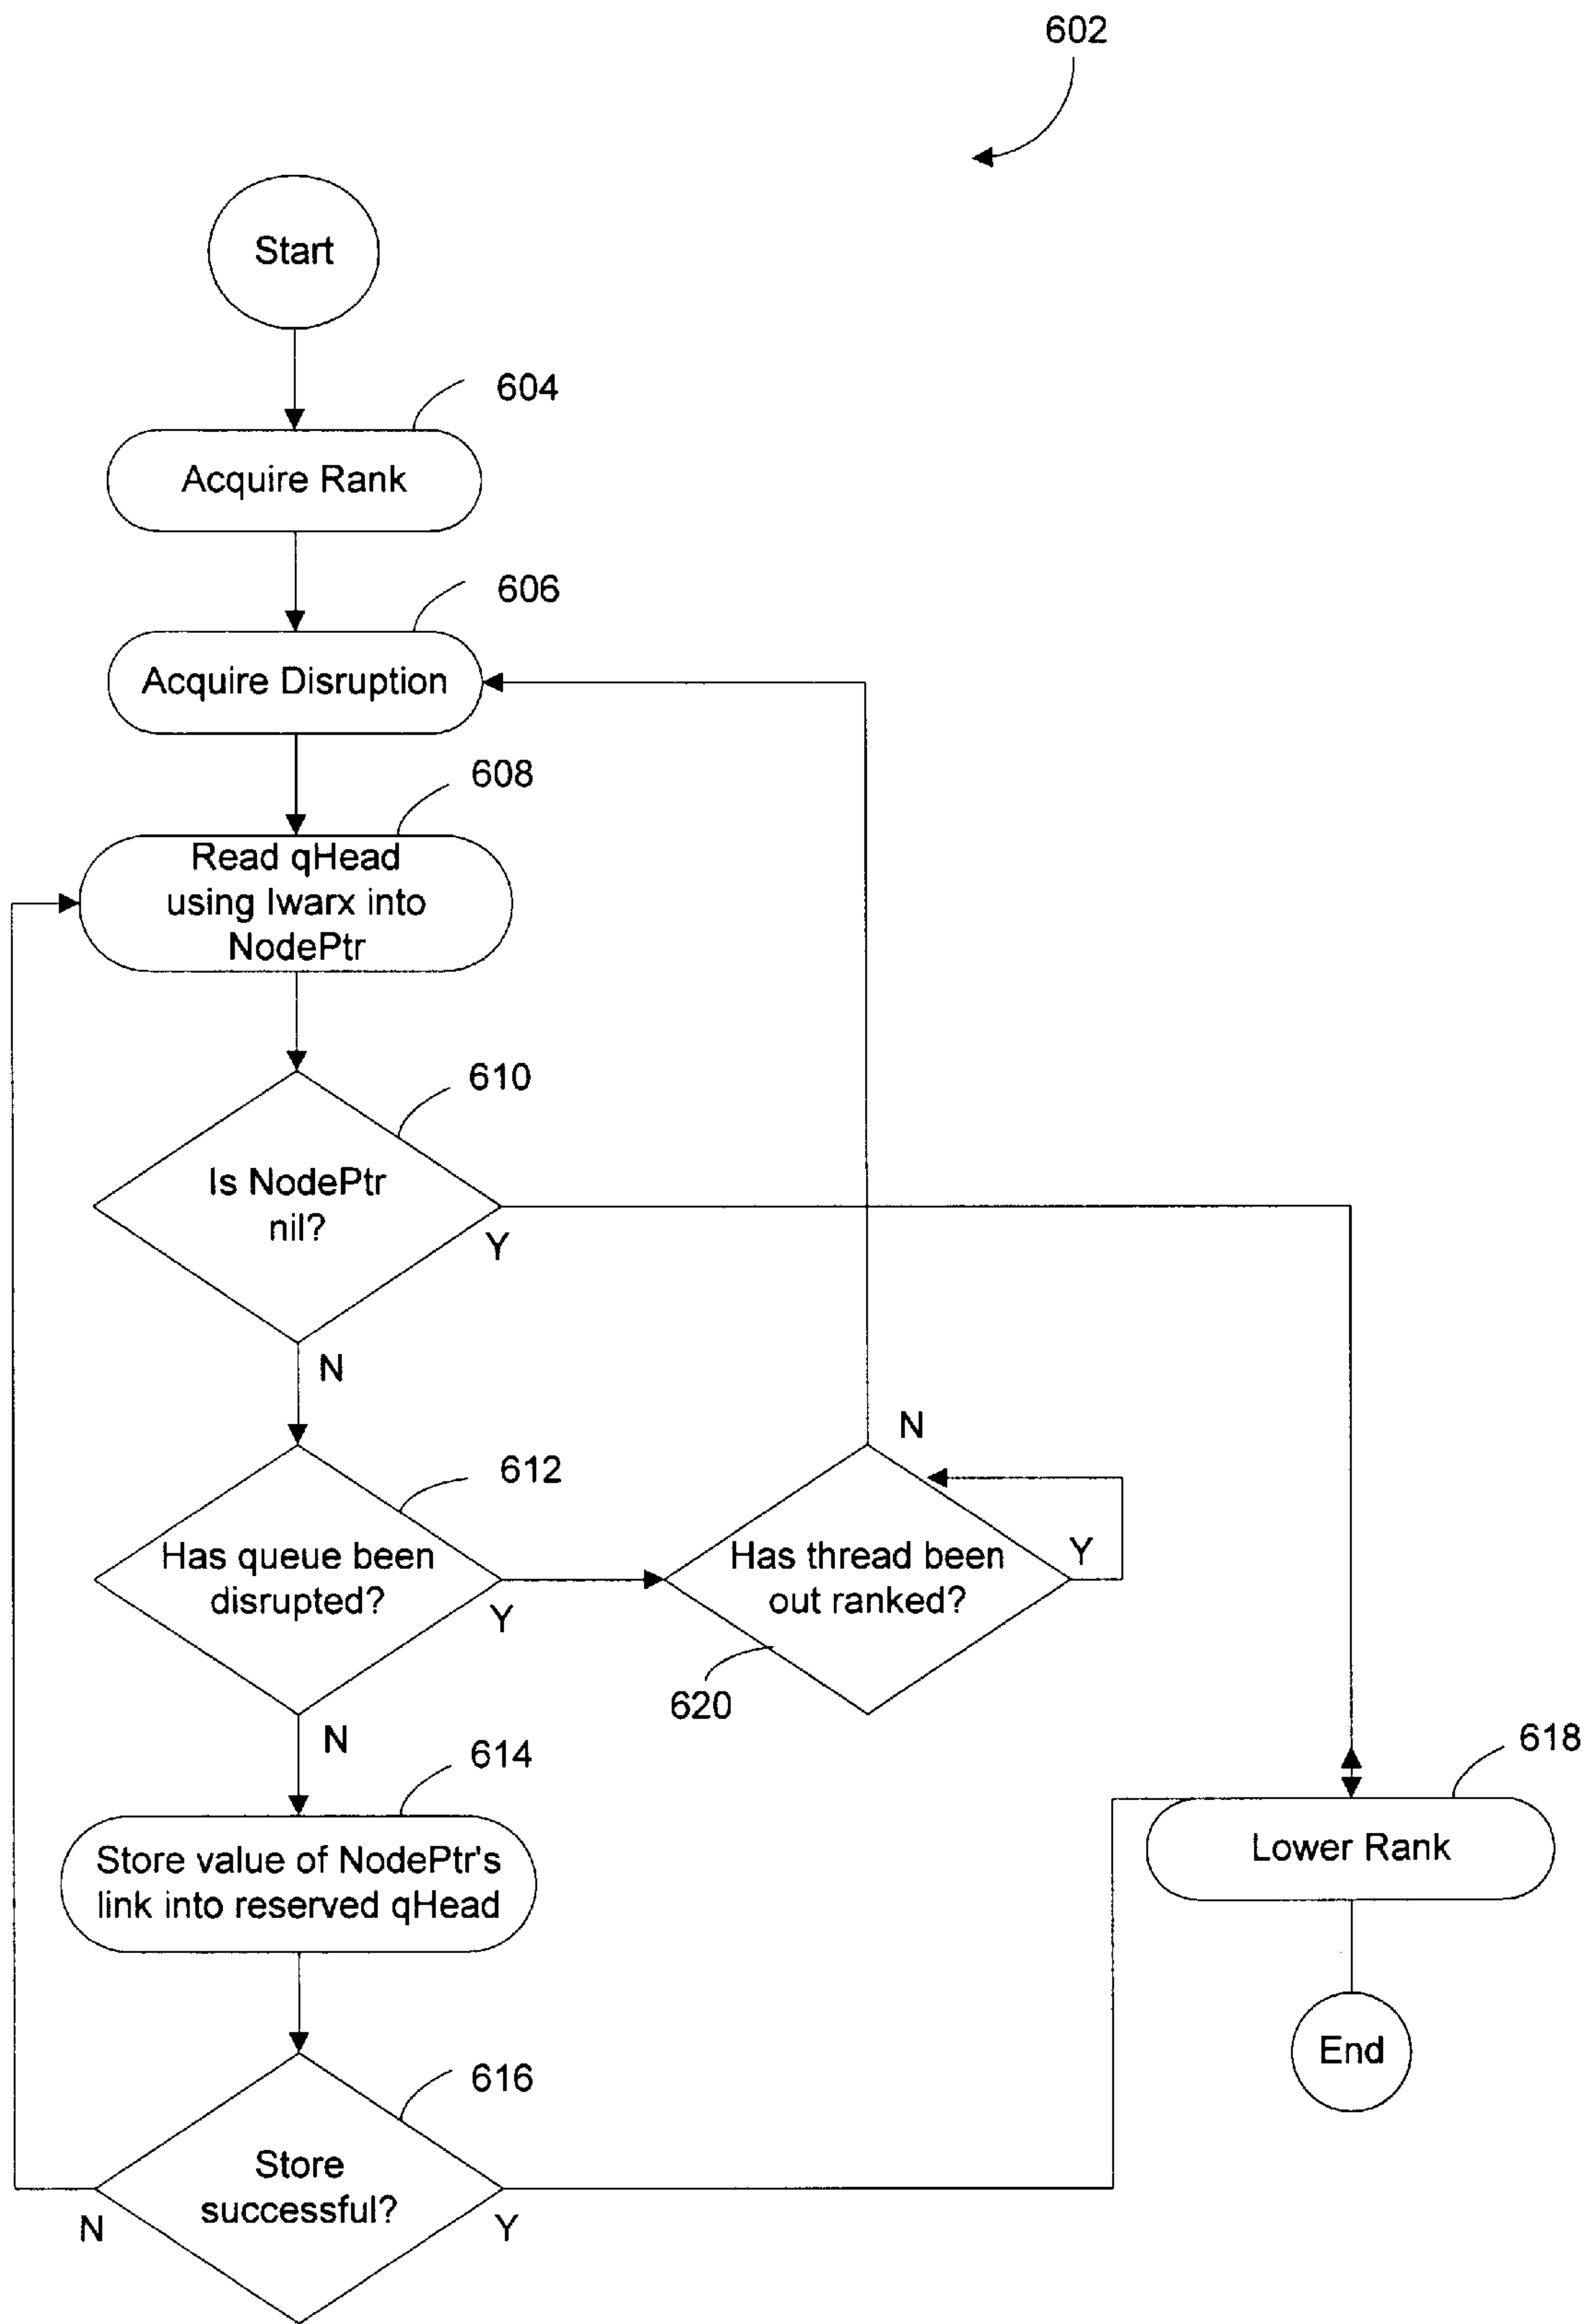 602
Start
604
Acquire Rank
606
Acquire Disruption
608
Read qHead
using lwarx into
NodePtr
610
Is NodePtr
nil?
Y
N
N
612
Has queue been
disrupted?
Y
Has thread been
out ranked?
Y
620
N
618
614
Store value of NodePtr's
link into reserved qHead
Lower Rank
616
End
Store
successful?
N
Y